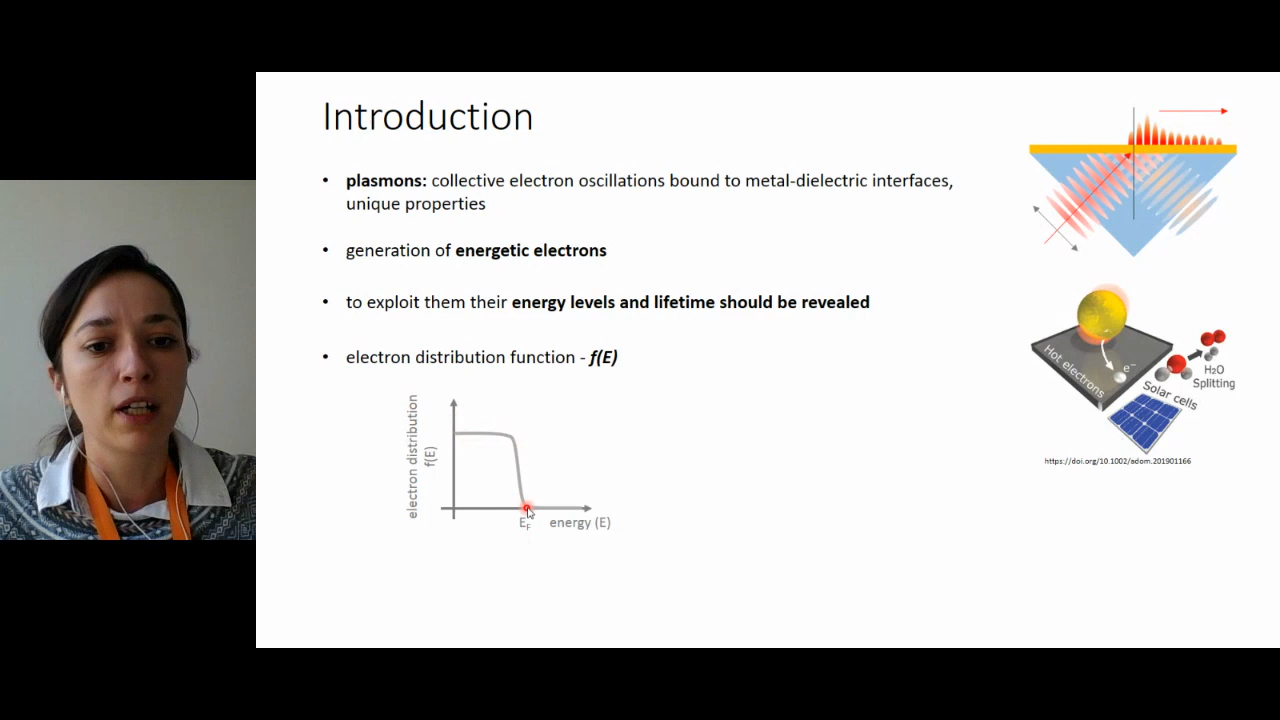 Introduction
• plasmons: collective electron oscillations bound to metal-dielectric interfaces,
unique properties
• generation of energetic electrons
• to exploit them their energy levels and lifetime should be revealed
• electron distribution function - f(E)
electron distribution
f(E)
EF
energy (E)
Hot electrons
e−
H2O
Splitting
Solar cells
https://doi.org/10.1002/adom.201901166